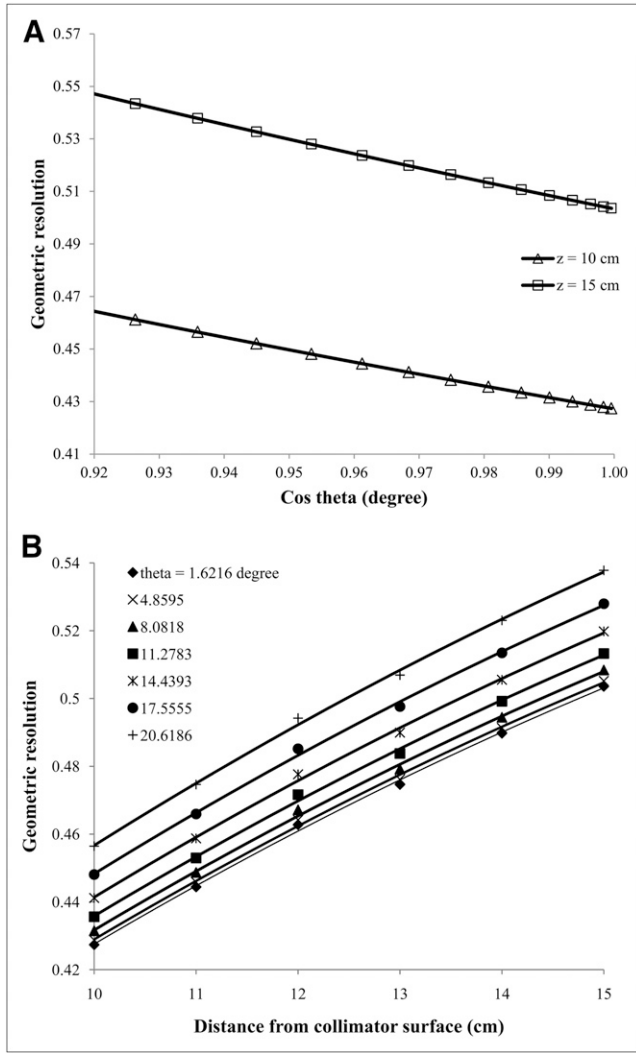 A
0.57
0.55
0.53
0.51
0.49
0.47
0.45
0.43
0.41
Geometric resolution
z = 10 cm
z = 15 cm
0.92 0.93 0.94 0.95 0.96 0.97 0.98 0.99 1.00
Cos theta (degree)
B
0.54
0.52
0.5
0.48
0.46
0.44
0.42
Geometric resolution
theta = 1.6216 degree
4.8595
8.0818
11.2783
14.4393
17.5555
20.6186
10 11 12 13 14 15
Distance from collimator surface (cm)